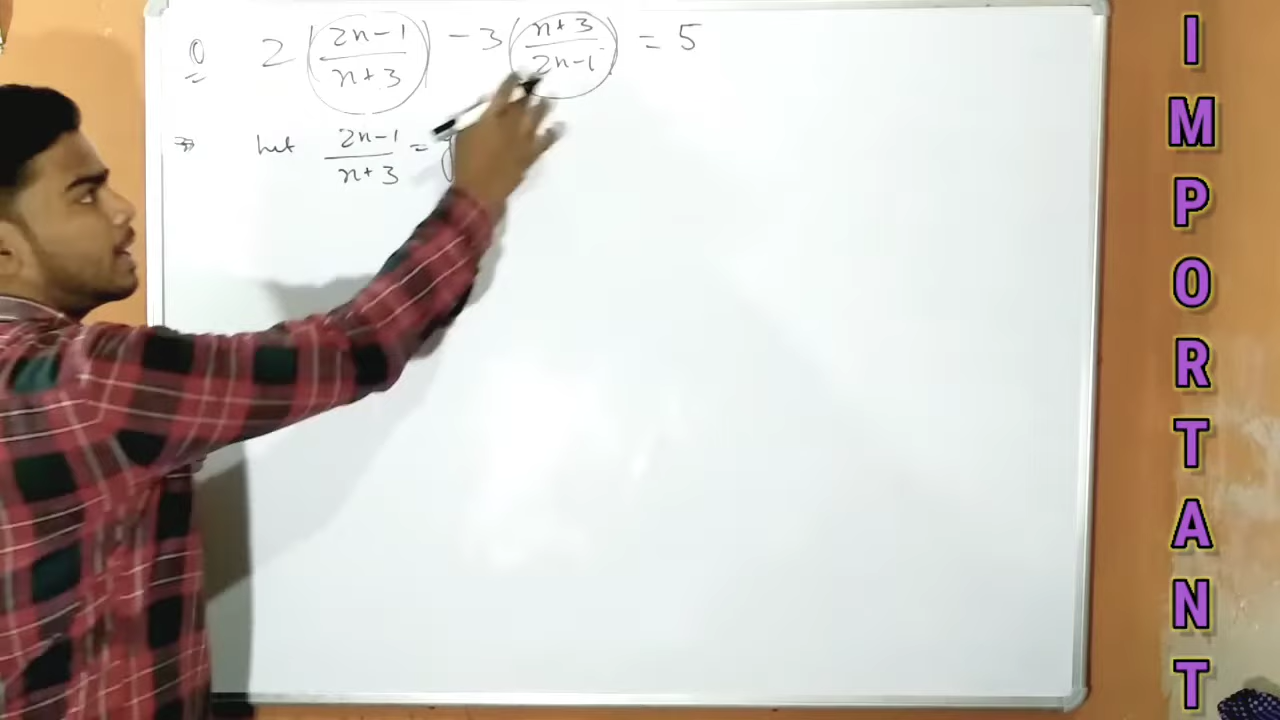 Q 2 (2x-1/x+3) -3 (x+3/2x-1) = 5
⇒ Let 2x-1/x+3 = y
IMPORTANT